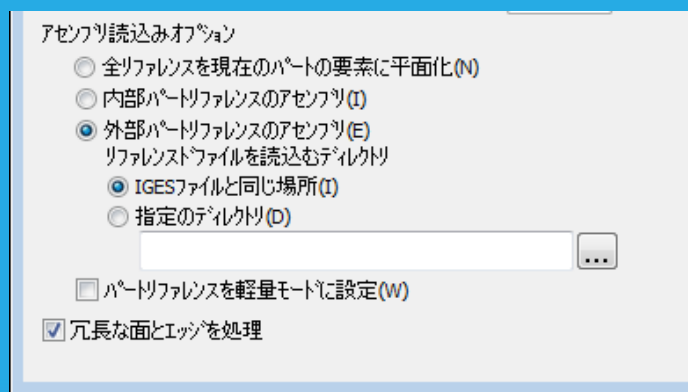 アセンブリ読込みオプション
全リファレンスを現在のパートの要素に平面化(N)
内部パートリファレンスのアセンブリ(I)
外部パートリファレンスのアセンブリ(E)
リファレンスドファイルを読込むディレクトリ
IGESファイルと同じ場所(I)
指定のディレクトリ(D)
...
パートリファレンスを軽量モードに設定(W)
冗長な面とエッジを処理